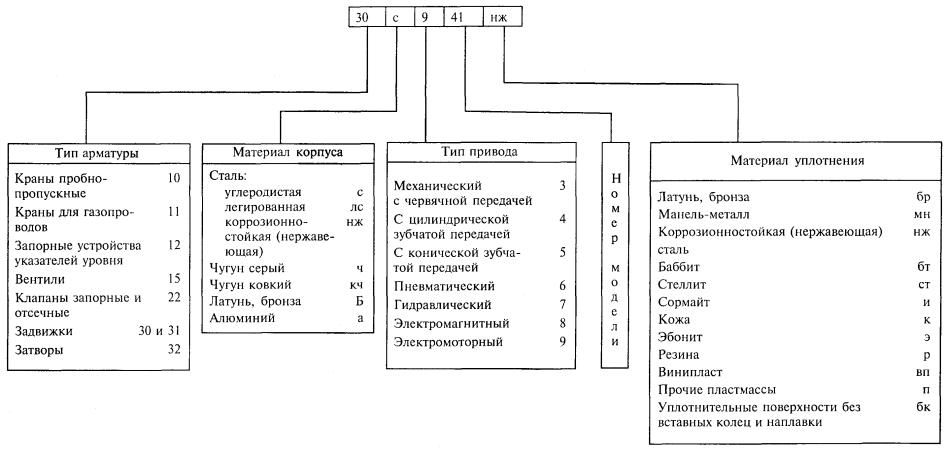 30 с 9 41 нж
Тип арматуры
Краны пробно-
пропускные 10
Краны для газопро-
водов 11
Запорные устройства
указателей уровня 12
Вентили 15
Клапаны запорные и
отсечные 22
Задвижки 30 и 31
Затворы 32
Материал корпуса
Сталь:
углеродистая с
легированная лс
коррозионно- нж
стойкая (нержаве-
ющая)
Чугун серый ч
Чугун ковкий кч
Латунь, бронза Б
Алюминий а
Тип привода
Механический 3
с червячной передачей
С цилиндрической 4
зубчатой передачей
С конической зубча- 5
той передачей
Пневматический 6
Гидравлический 7
Электромагнитный 8
Электромоторный 9
Номер модели
Материал уплотнения
Латунь, бронза бр
Манель-металл мн
Коррозионностойкая (нержавеющая) нж
сталь
Баббит бт
Стеллит ст
Сормайт и
Кожа к
Эбонит э
Резина р
Винипласт вп
Прочие пластмассы п
Уплотнительные поверхности без бк
вставных колец и наплавки